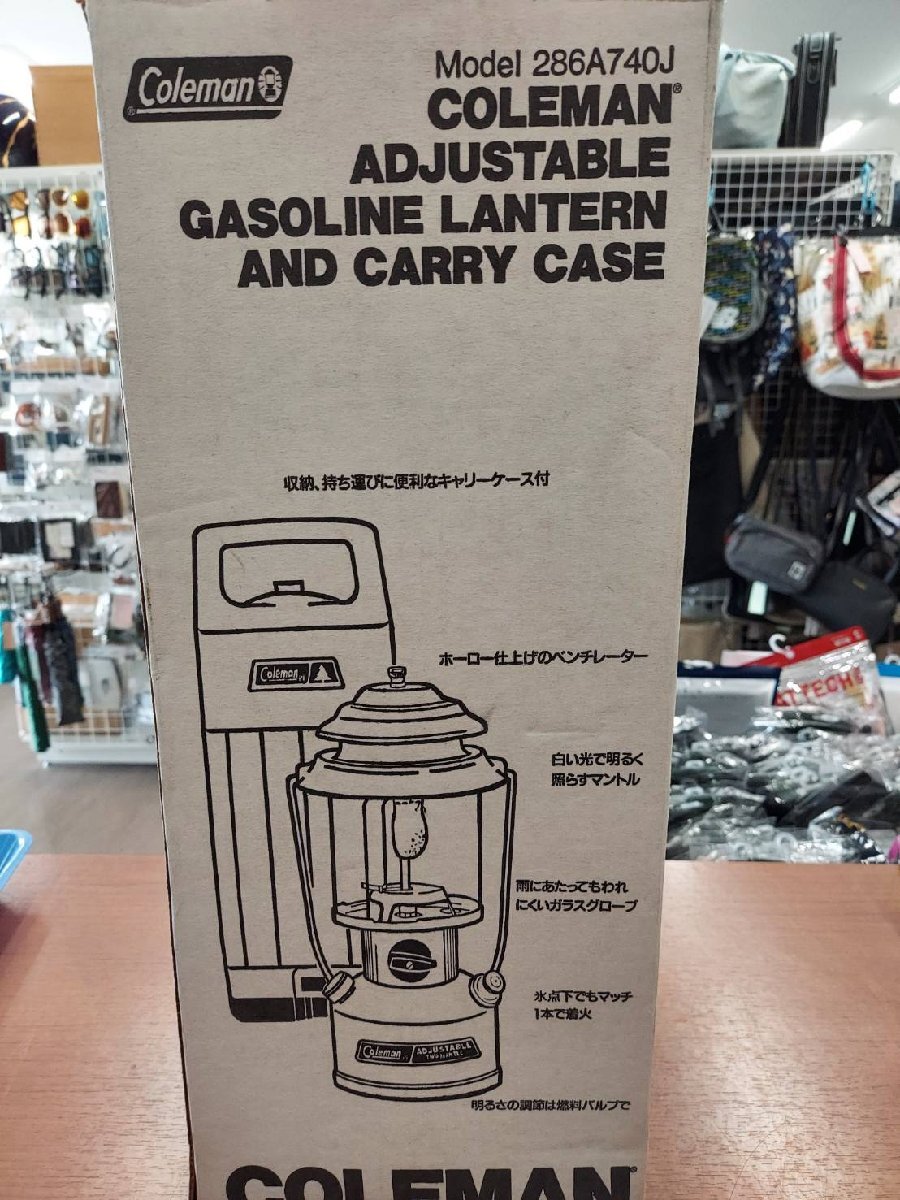 Coleman
Model 286A740J
COLEMAN®
ADJUSTABLE
GASOLINE LANTERN
AND CARRY CASE
収納、持ち運びに便利なキャリーケース付
Coleman
ホーロー仕上げのベンチレーター
白い光で明るく
照らすマントル
雨にあたってもわれ
にくいガラスグローブ
氷点下でもマッチ
1本で着火
Coleman ADJUSTABLE
明るさの調節は燃料バルブで
COLEMAN®